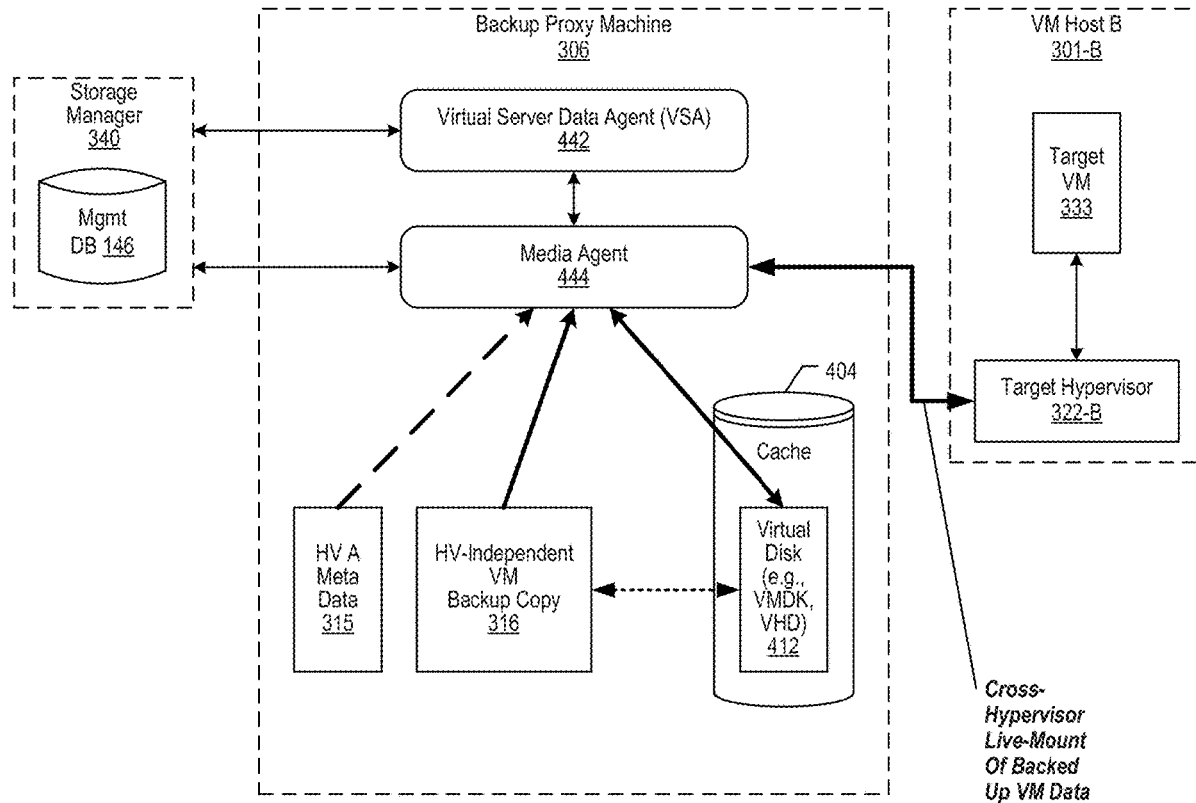 Backup Proxy Machine
306
VM Host B
301-B
Storage
Manager
340
Mgmt
DB 146
Virtual Server Data Agent (VSA)
442
Media Agent
444
Target
VM
333
Target Hypervisor
322-B
404
Cache
HV A
Meta
Data
315
HV-Independent
VM
Backup Copy
316
Virtual
Disk
(e.g.,
VMDK,
VHD)
412
Cross-
Hypervisor
Live-Mount
Of Backed
Up VM Data